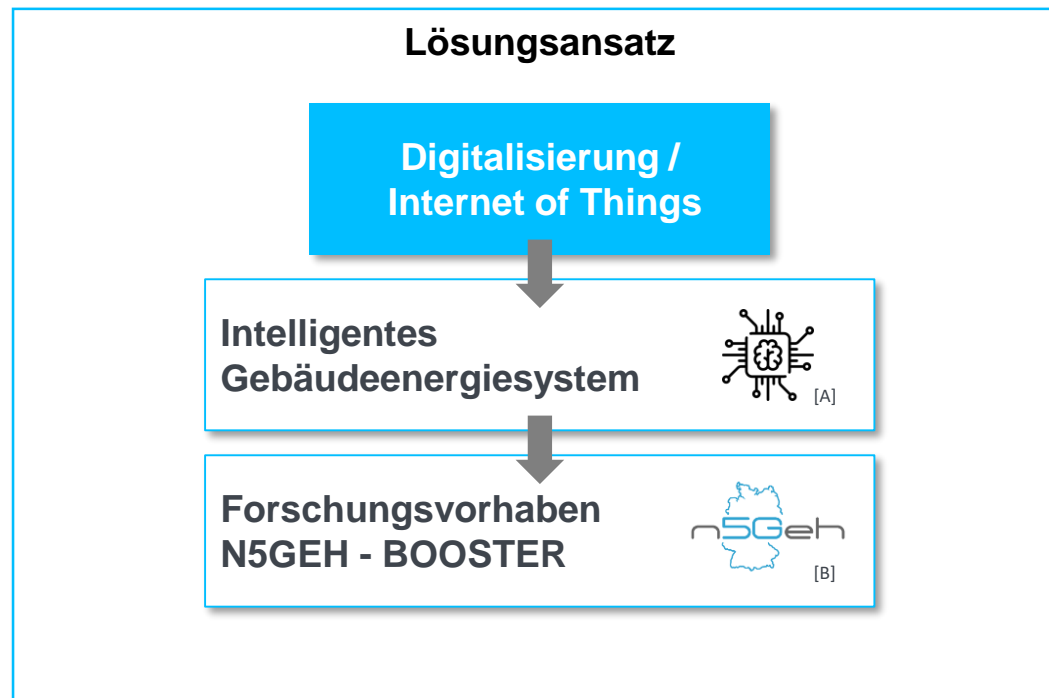 Lösungsansatz
Digitalisierung /
Internet of Things
Intelligentes
Gebäudeenergiesystem
[A]
Forschungsvorhaben
N5GEH - BOOSTER
n5Geh
[B]